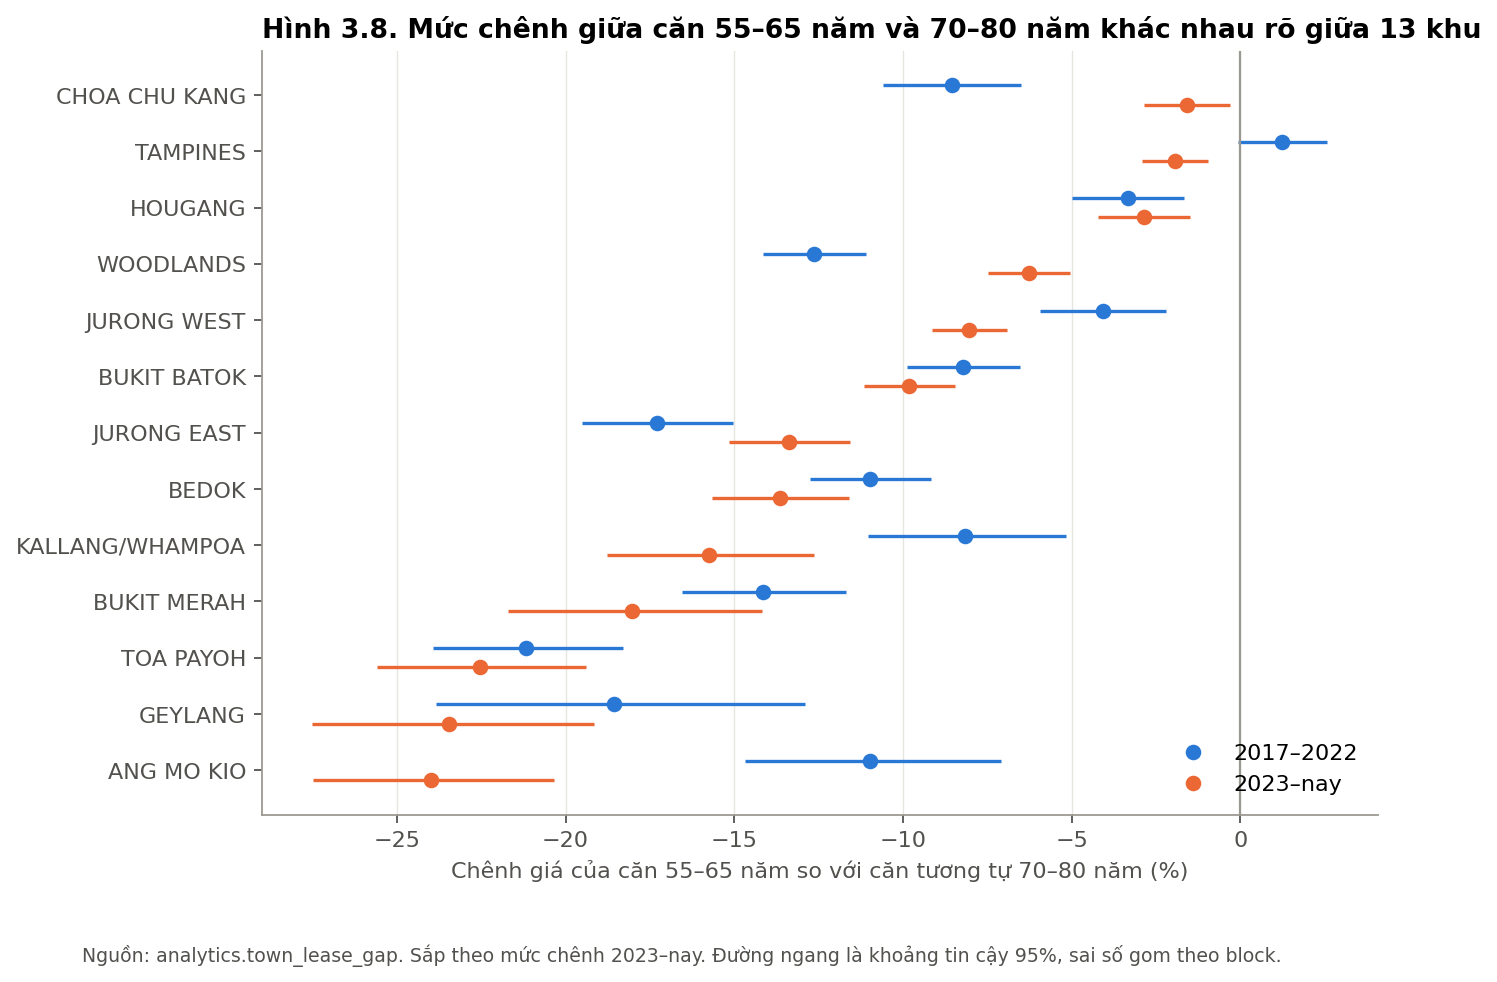 Hình 3.8. Mức chênh giữa căn 55–65 năm và 70–80 năm khác nhau rõ giữa 13 khu
CHOA CHU KANG
TAMPINES
HOUGANG
WOODLANDS
JURONG WEST
BUKIT BATOK
JURONG EAST
BEDOK
KALLANG/WHAMPOA
BUKIT MERAH
TOA PAYOH
GEYLANG
ANG MO KIO
2017–2022
2023–nay
−25 −20 −15 −10 −5 0
Chênh giá của căn 55–65 năm so với căn tương tự 70–80 năm (%)
Nguồn: analytics.town_lease_gap. Sắp theo mức chênh 2023–nay. Đường ngang là khoảng tin cậy 95%, sai số gom theo block.